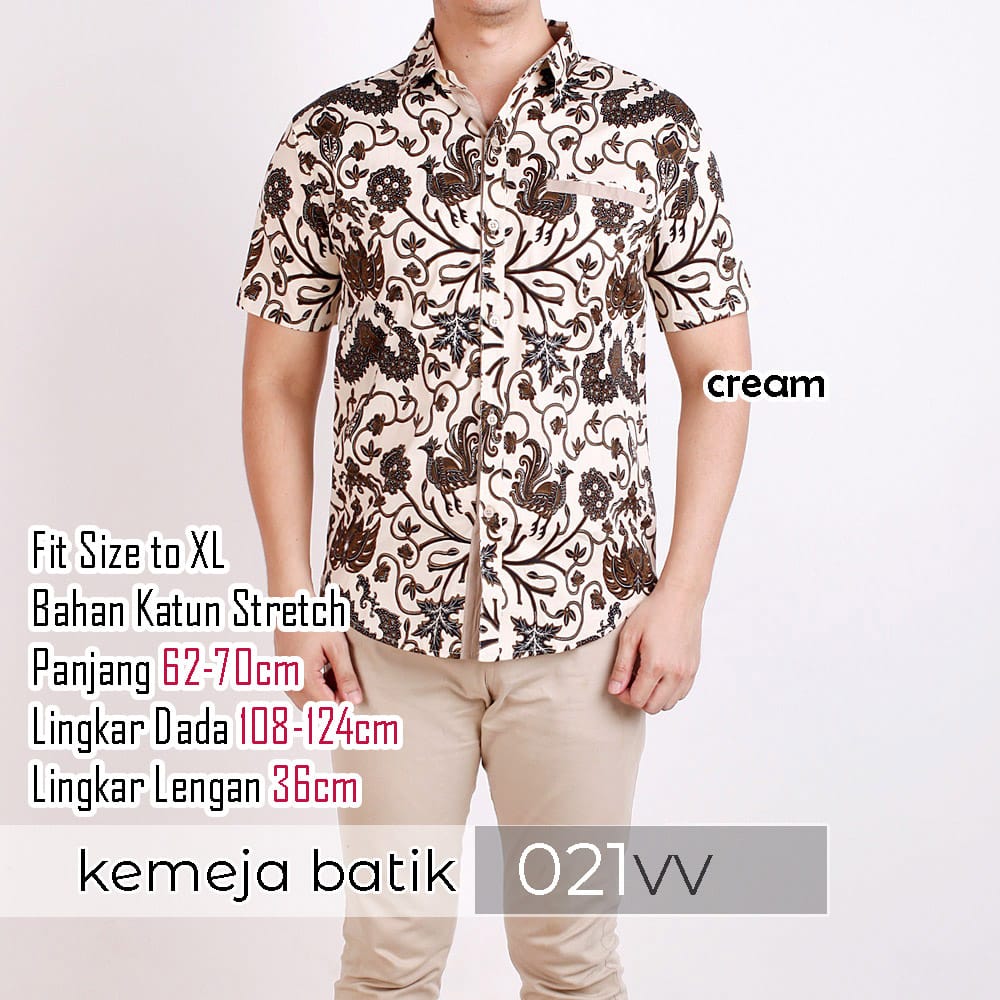 cream
Fit Size to XL
Bahan Katun Stretch
Panjang 62-70cm
Lingkar Dada 108-124cm
Lingkar Lengan 36cm
kemeja batik 021vv